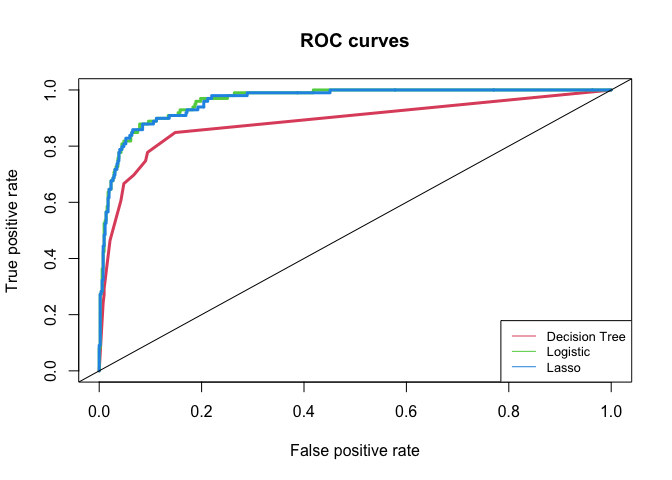 ROC curves
True positive rate
1.0
0.8
0.6
0.4
0.2
0.0
Decision Tree
Logistic
Lasso
0.0 0.2 0.4 0.6 0.8 1.0
False positive rate